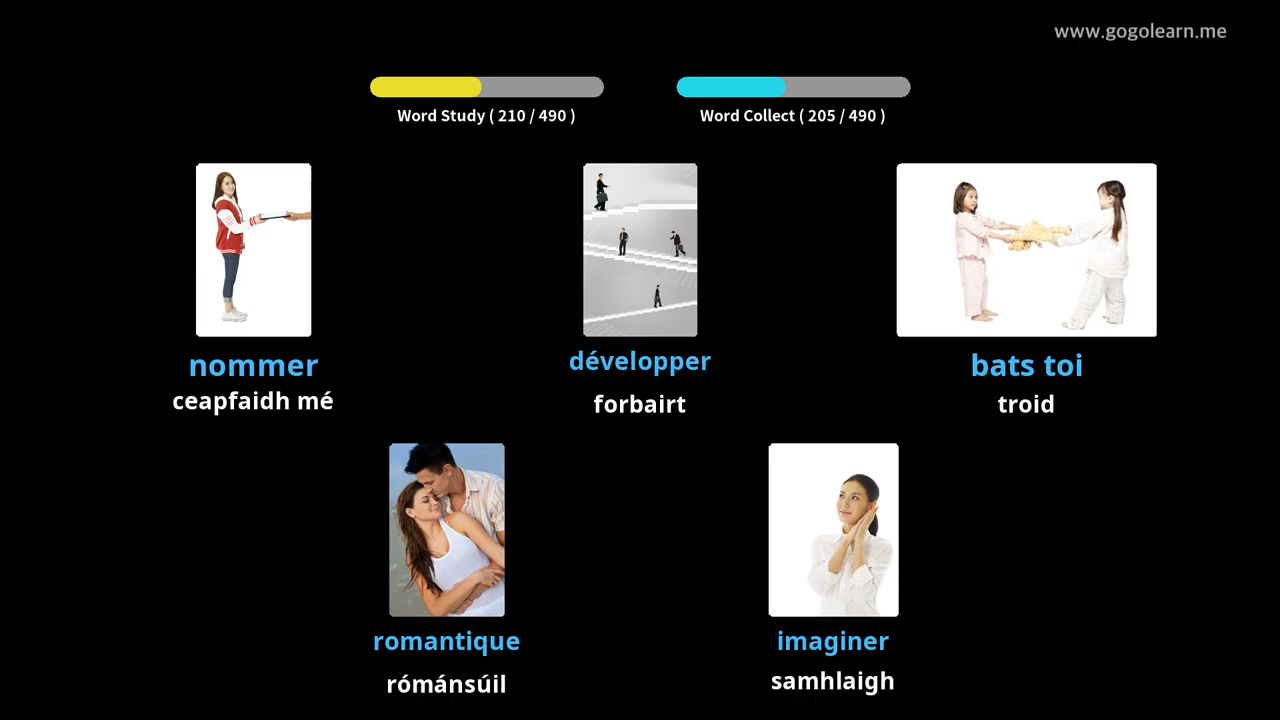 www.gogolearn.me
Word Study ( 210 / 490 )
Word Collect ( 205 / 490 )
nommer
ceapfaidh mé
développer
forbairt
bats toi
troid
romantique
rómánsúil
imaginer
samhlaigh